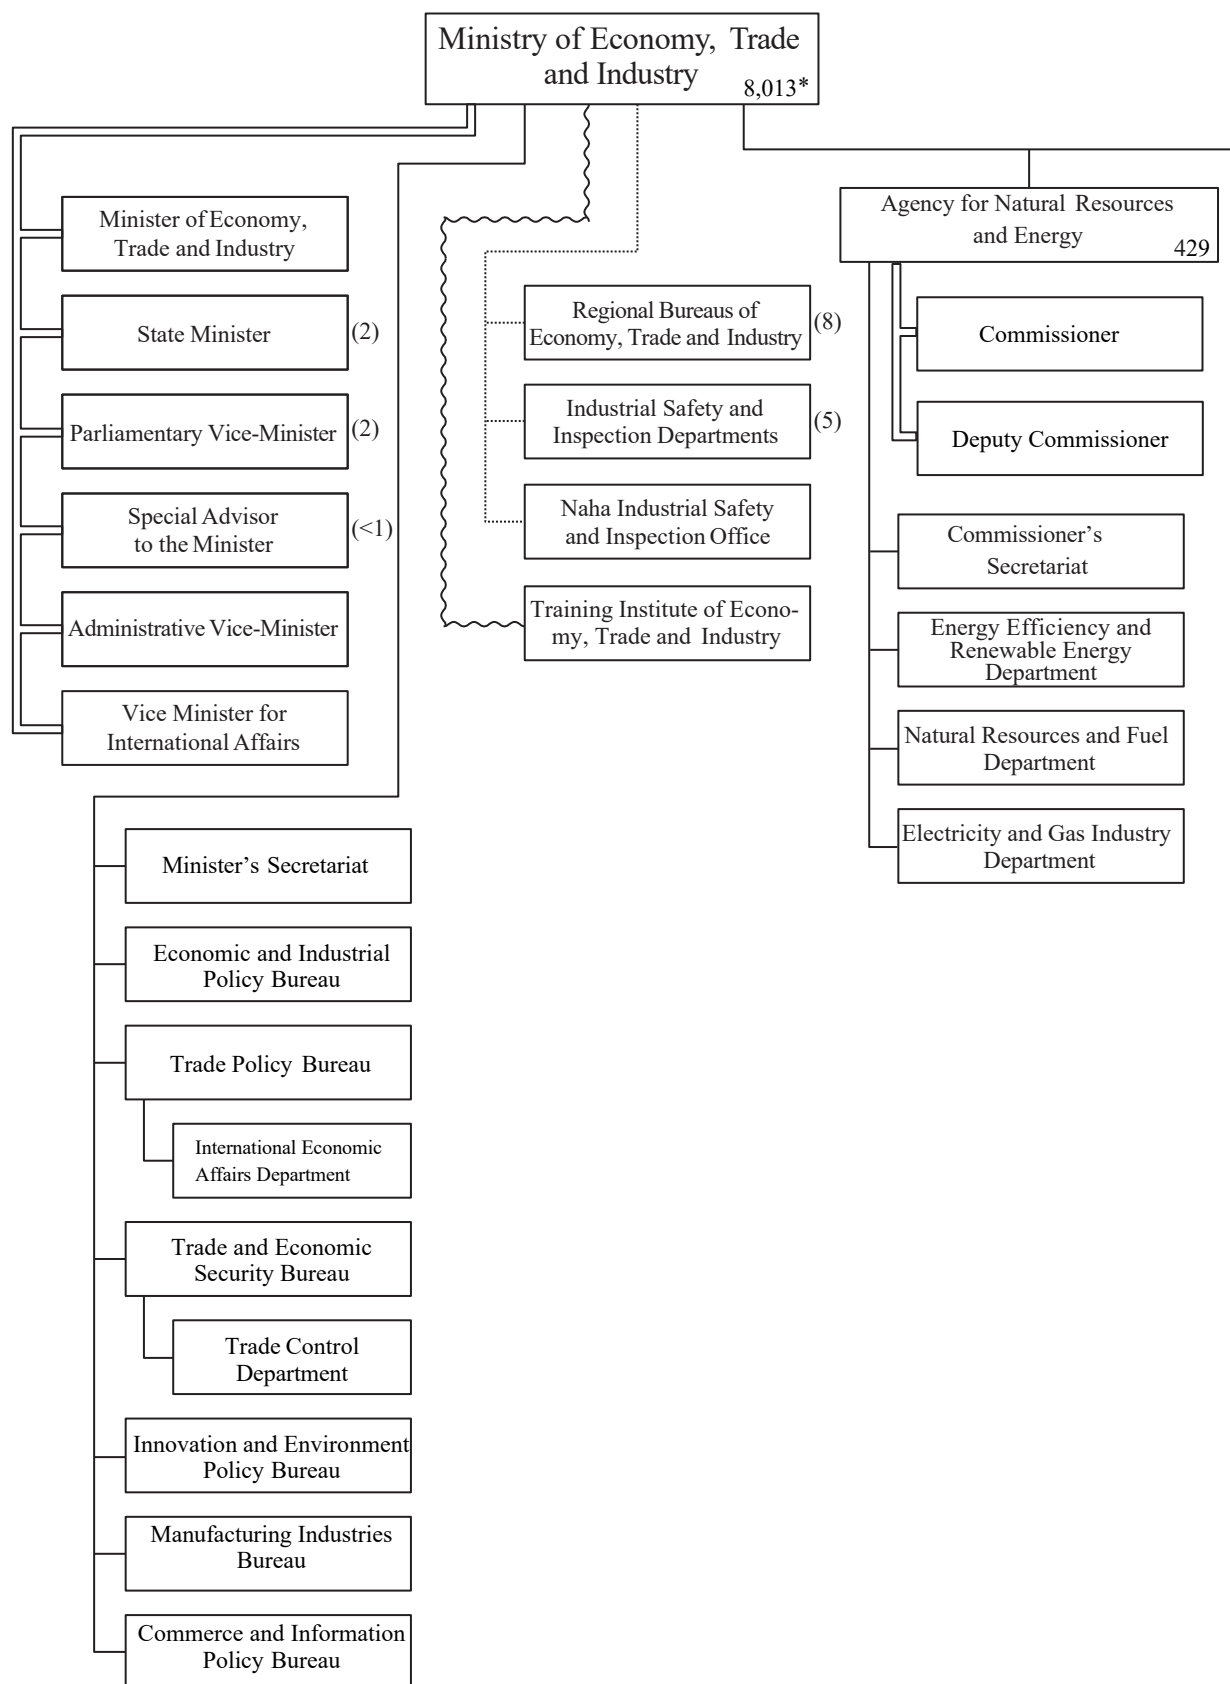 Ministry of Economy, Trade
and Industry
8,013*
Minister of Economy,
Trade and Industry
State Minister
(2)
Parliamentary Vice-Minister
(2)
Special Advisor
to the Minister
(<1)
Administrative Vice-Minister
Vice Minister for
International Affairs
Minister’s Secretariat
Economic and Industrial
Policy Bureau
Trade Policy Bureau
International Economic
Affairs Department
Trade and Economic
Security Bureau
Trade Control
Department
Innovation and Environment
Policy Bureau
Manufacturing Industries
Bureau
Commerce and Information
Policy Bureau
Regional Bureaus of
Economy, Trade and Industry
(8)
Industrial Safety and
Inspection Departments
(5)
Naha Industrial Safety
and Inspection Office
Training Institute of Econo-
my, Trade and Industry
Agency for Natural Resources
and Energy
429
Commissioner
Deputy Commissioner
Commissioner’s
Secretariat
Energy Efficiency and
Renewable Energy
Department
Natural Resources and Fuel
Department
Electricity and Gas Industry
Department